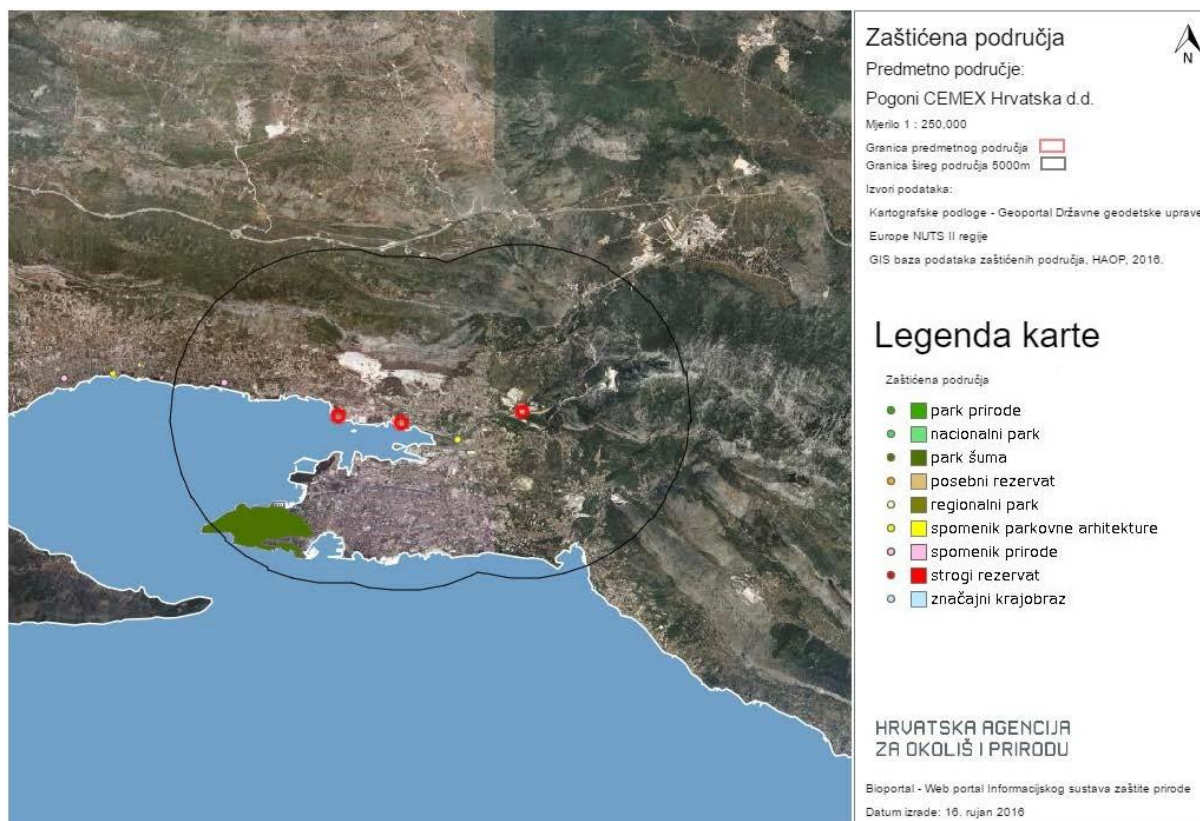 Zaštićena područja
N
Predmetno područje:
Pogoni CEMEX Hrvatska d.d.
Mjerilo 1 : 250,000
Granica predmetnog područja
Granica šireg područja 5000m
Izvori podataka:
Kartografske podloge - Geoportal Državne geodetske uprave
Europe NUTS II regije
GIS baza podataka zaštićenih područja, HAOP, 2016.
Legenda karte
Zaštićena područja
park prirode
nacionalni park
park šuma
posebni rezervat
regionalni park
spomenik parkovne arhitekture
spomenik prirode
strogi rezervat
značajni krajobraz
HRVATSKA AGENCIJA
ZA OKOLIŠ I PRIRODU
Bioportal - Web portal Informacijskog sustava zaštite prirode
Datum izrade: 16. rujan 2016